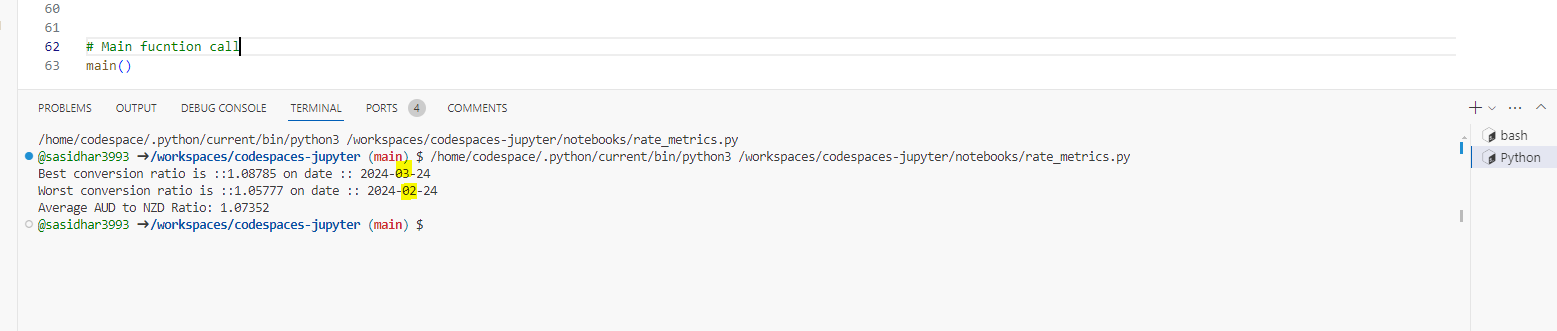 60
61
62 # Main fucntion call
63 main()
PROBLEMS OUTPUT DEBUG CONSOLE TERMINAL PORTS 4 COMMENTS
/home/codespace/.python/current/bin/python3 /workspaces/codespaces-jupyter/notebooks/rate_metrics.py
@sasidhar3993 ➜/workspaces/codespaces-jupyter (main) $ /home/codespace/.python/current/bin/python3 /workspaces/codespaces-jupyter/notebooks/rate_metrics.py
Best conversion ratio is ::1.08785 on date :: 2024-03-24
Worst conversion ratio is ::1.05777 on date :: 2024-02-24
Average AUD to NZD Ratio: 1.07352
@sasidhar3993 ➜/workspaces/codespaces-jupyter (main) $
bash
Python